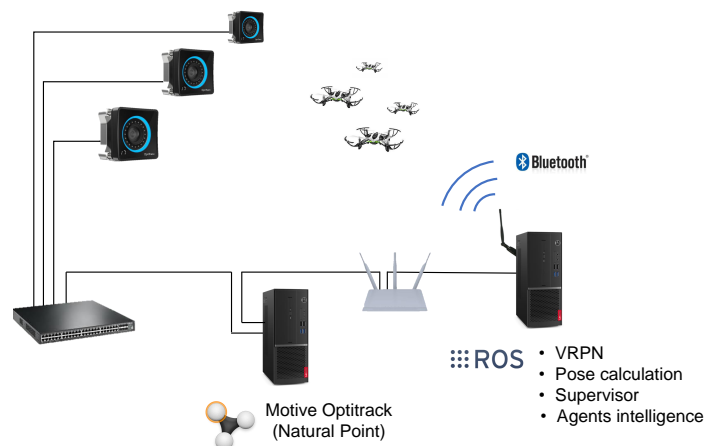 Bluetooth®
ROS
• VRPN
• Pose calculation
• Supervisor
• Agents intelligence
Motive Optitrack
(Natural Point)